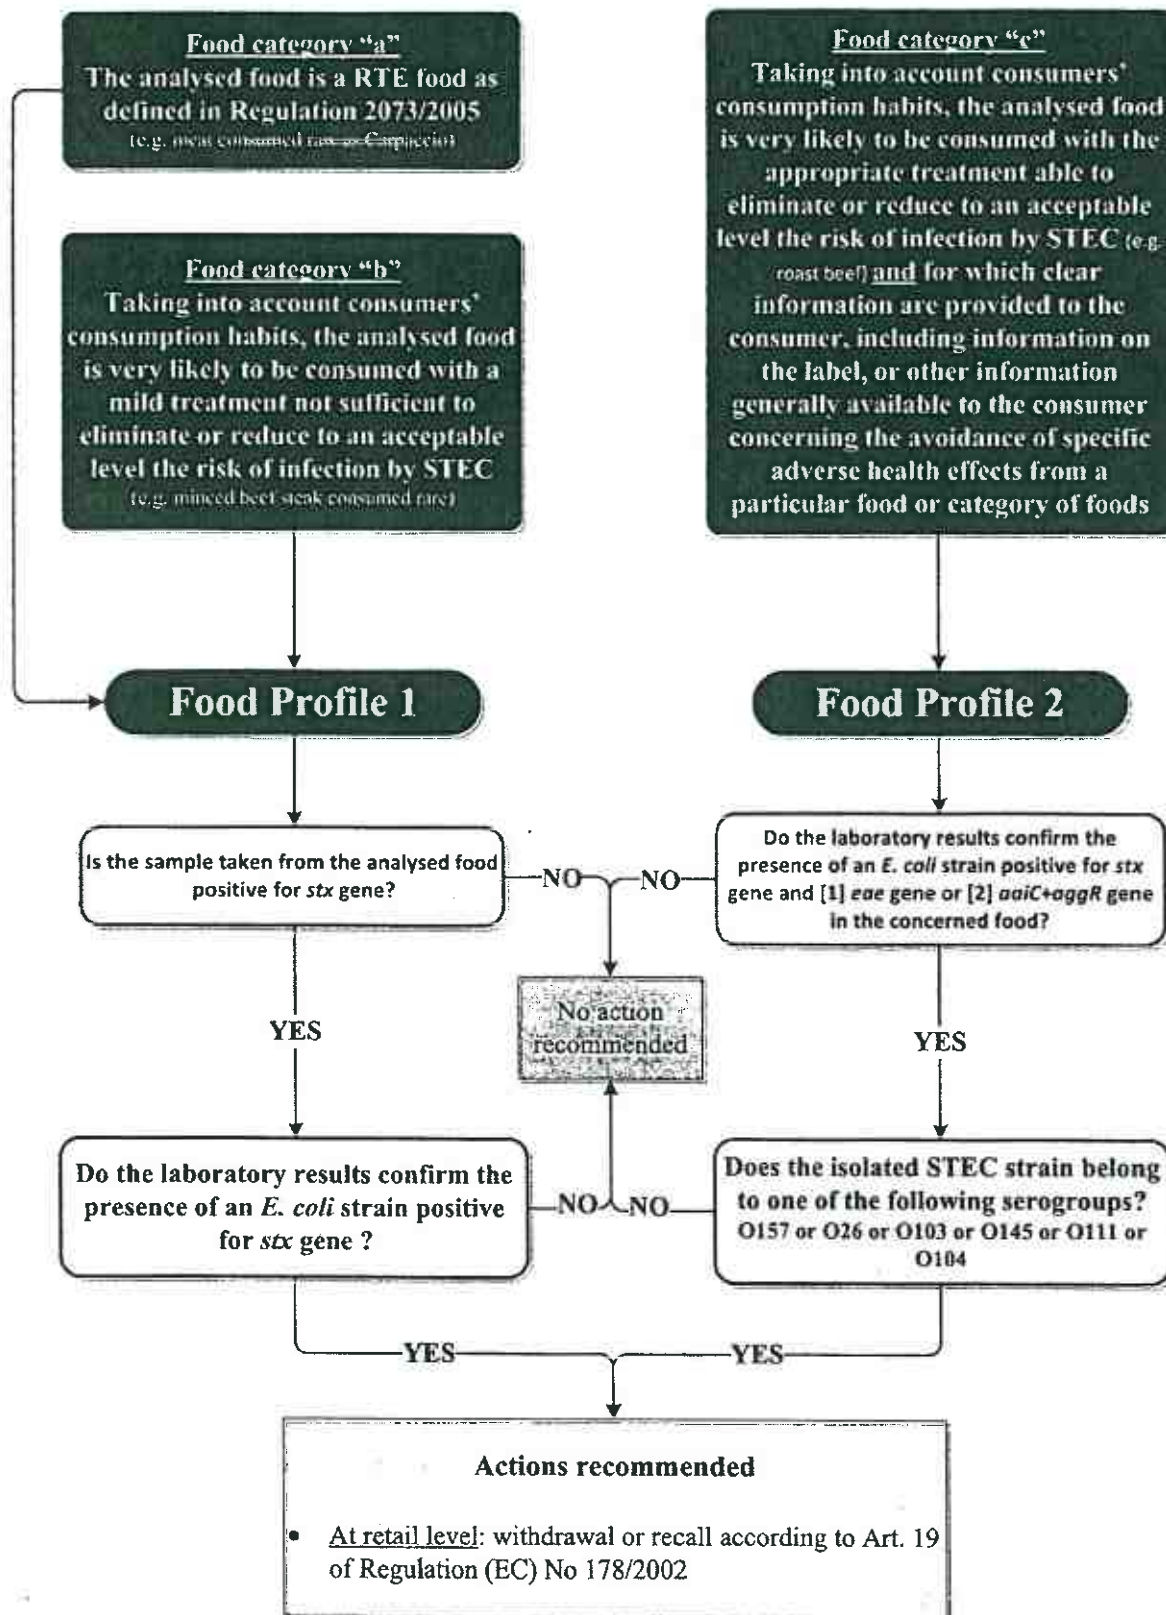 Food category “a”
The analysed food is a RTE food as
defined in Regulation 2073/2005
(e.g. meat consumed raw as Carpaccio)
Food category “b”
Taking into account consumers’
consumption habits, the analysed food
is very likely to be consumed with a
mild treatment not sufficient to
eliminate or reduce to an acceptable
level the risk of infection by STEC
(e.g. minced beef steak consumed rare)
Food category “c”
Taking into account consumers’
consumption habits, the analysed food
is very likely to be consumed with the
appropriate treatment able to
eliminate or reduce to an acceptable
level the risk of infection by STEC (e.g.
roast beef) and for which clear
information are provided to the
consumer, including information on
the label, or other information
generally available to the consumer
concerning the avoidance of specific
adverse health effects from a
particular food or category of foods
Food Profile 1
Food Profile 2
Is the sample taken from the analysed food
positive for stx gene?
NO
NO
Do the laboratory results confirm the
presence of an E. coli strain positive for stx
gene and [1] eae gene or [2] aaiC+aggR gene
in the concerned food?
No action
recommended
YES
YES
Do the laboratory results confirm the
presence of an E. coli strain positive
for stx gene ?
NO
NO
Does the isolated STEC strain belong
to one of the following serogroups?
O157 or O26 or O103 or O145 or O111 or
O104
YES
YES
Actions recommended
• At retail level: withdrawal or recall according to Art. 19
of Regulation (EC) No 178/2002